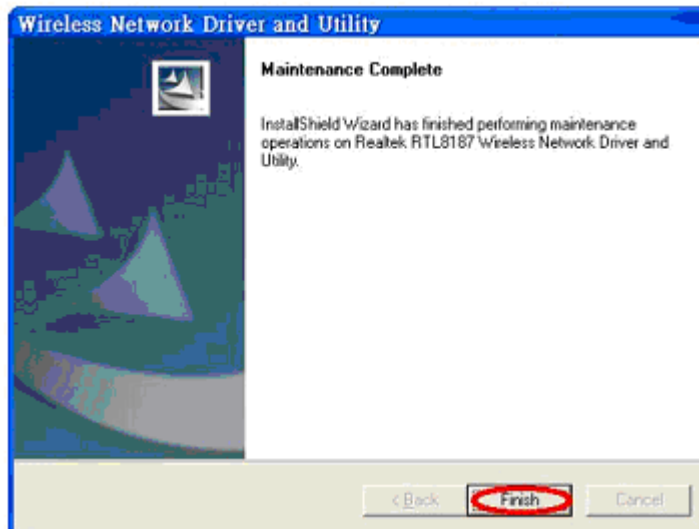 Wireless Network Driver and Utility
Maintenance Complete
InstallShield Wizard has finished performing maintenance
operations on Realtek RTL8187 Wireless Network Driver and
Utility.
< Back Finish Cancel